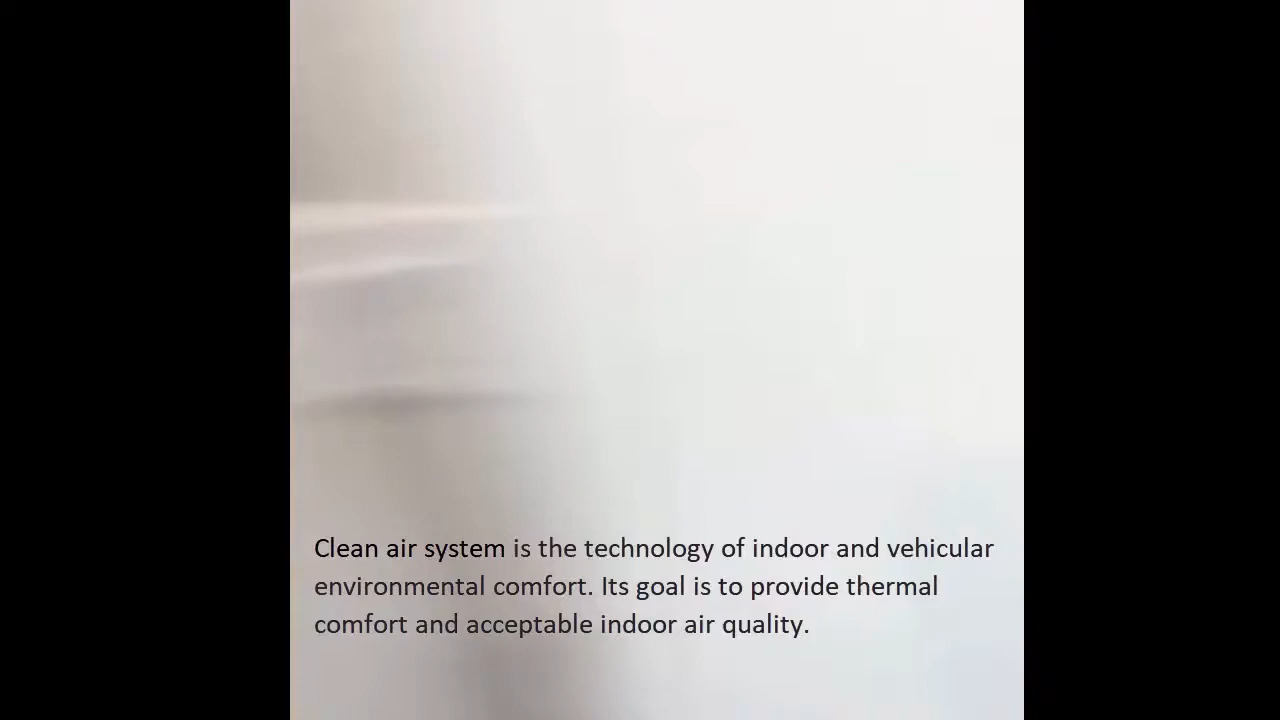 Clean air system is the technology of indoor and vehicular
environmental comfort. Its goal is to provide thermal
comfort and acceptable indoor air quality.